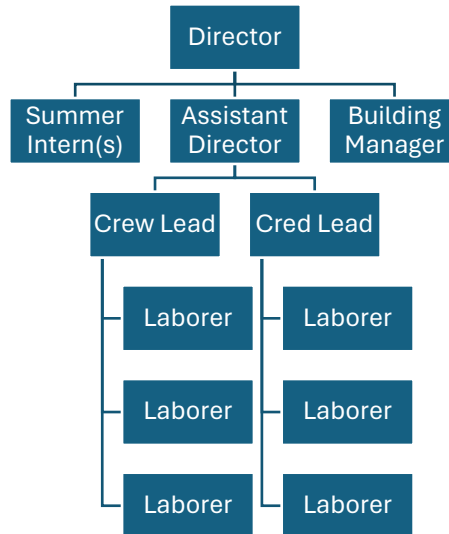 Director
Summer
Intern(s)
Assistant
Director
Building
Manager
Crew Lead
Cred Lead
Laborer
Laborer
Laborer
Laborer
Laborer
Laborer